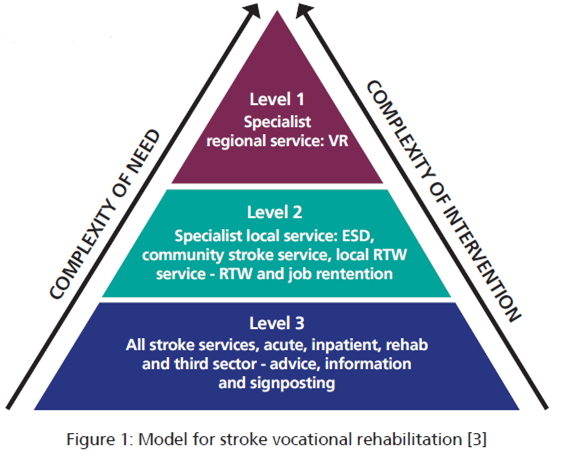 COMPLEXITY OF NEED
COMPLEXITY OF INTERVENTION
Level 1
Specialist
regional service: VR
Level 2
Specialist local service: ESD,
community stroke service, local RTW
service - RTW and job rentention
Level 3
All stroke services, acute, inpatient, rehab
and third sector - advice, information
and signposting
Figure 1: Model for stroke vocational rehabilitation [3]